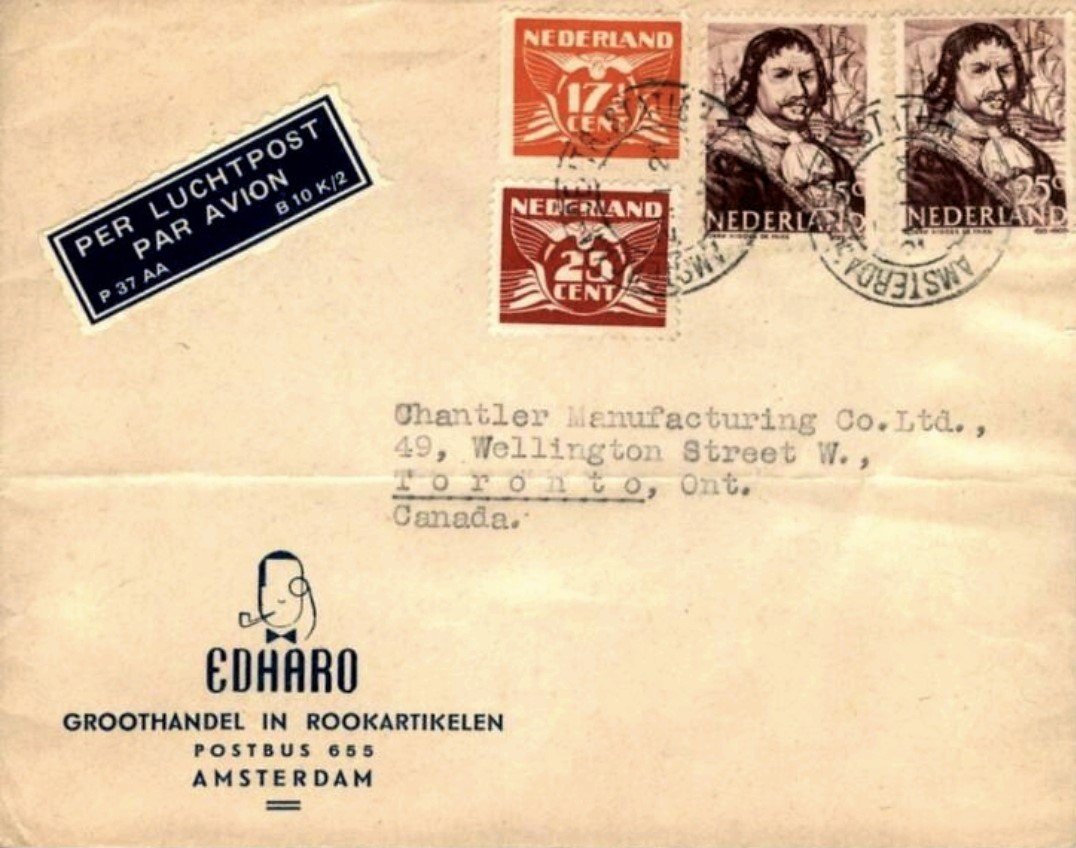 PER LUCHTPOST
PAR AVION
P 37 AA B 10 K/2
NEDERLAND
17½
CENT
NEDERLAND
25
CENT
NEDERLAND
25c
NEDERLAND
AMSTERDAM
AMSTERDAM
Chantler Manufacturing Co.Ltd.,
49, Wellington Street W.,
Toronto, Ont.
Canada.
EDHARO
GROOTHANDEL IN ROOKARTIKELEN
POSTBUS 655
AMSTERDAM